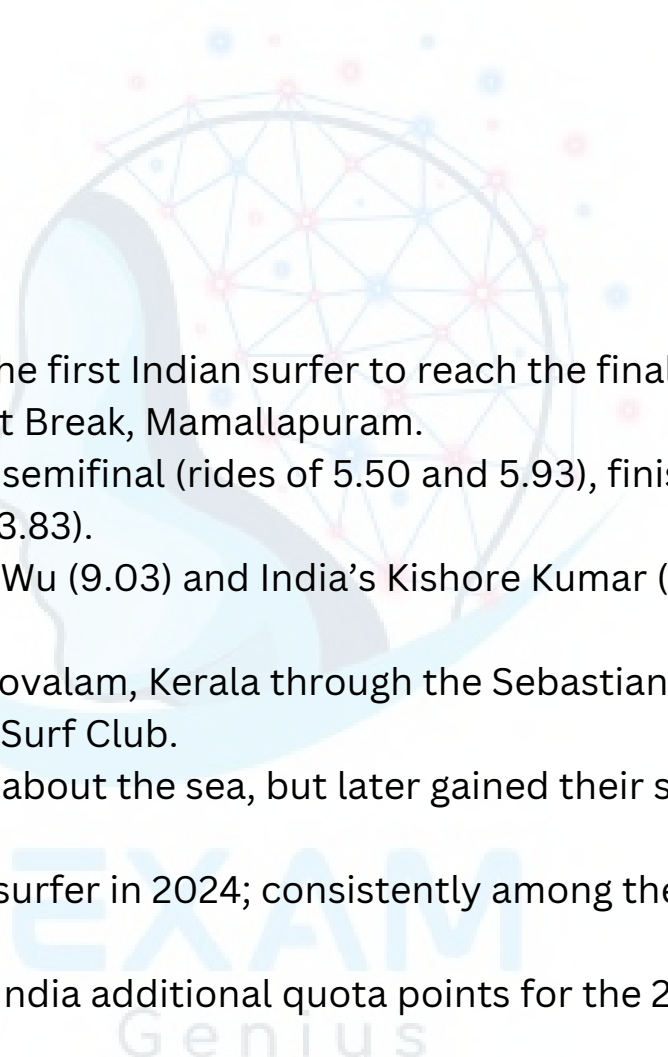 he first Indian surfer to reach the final
t Break, Mamallapuram.
semifinal (rides of 5.50 and 5.93), finis
3.83).
Wu (9.03) and India’s Kishore Kumar (
ovalam, Kerala through the Sebastian
Surf Club.
about the sea, but later gained their s
surfer in 2024; consistently among the
ndia additional quota points for the 2
EXAM
Genius